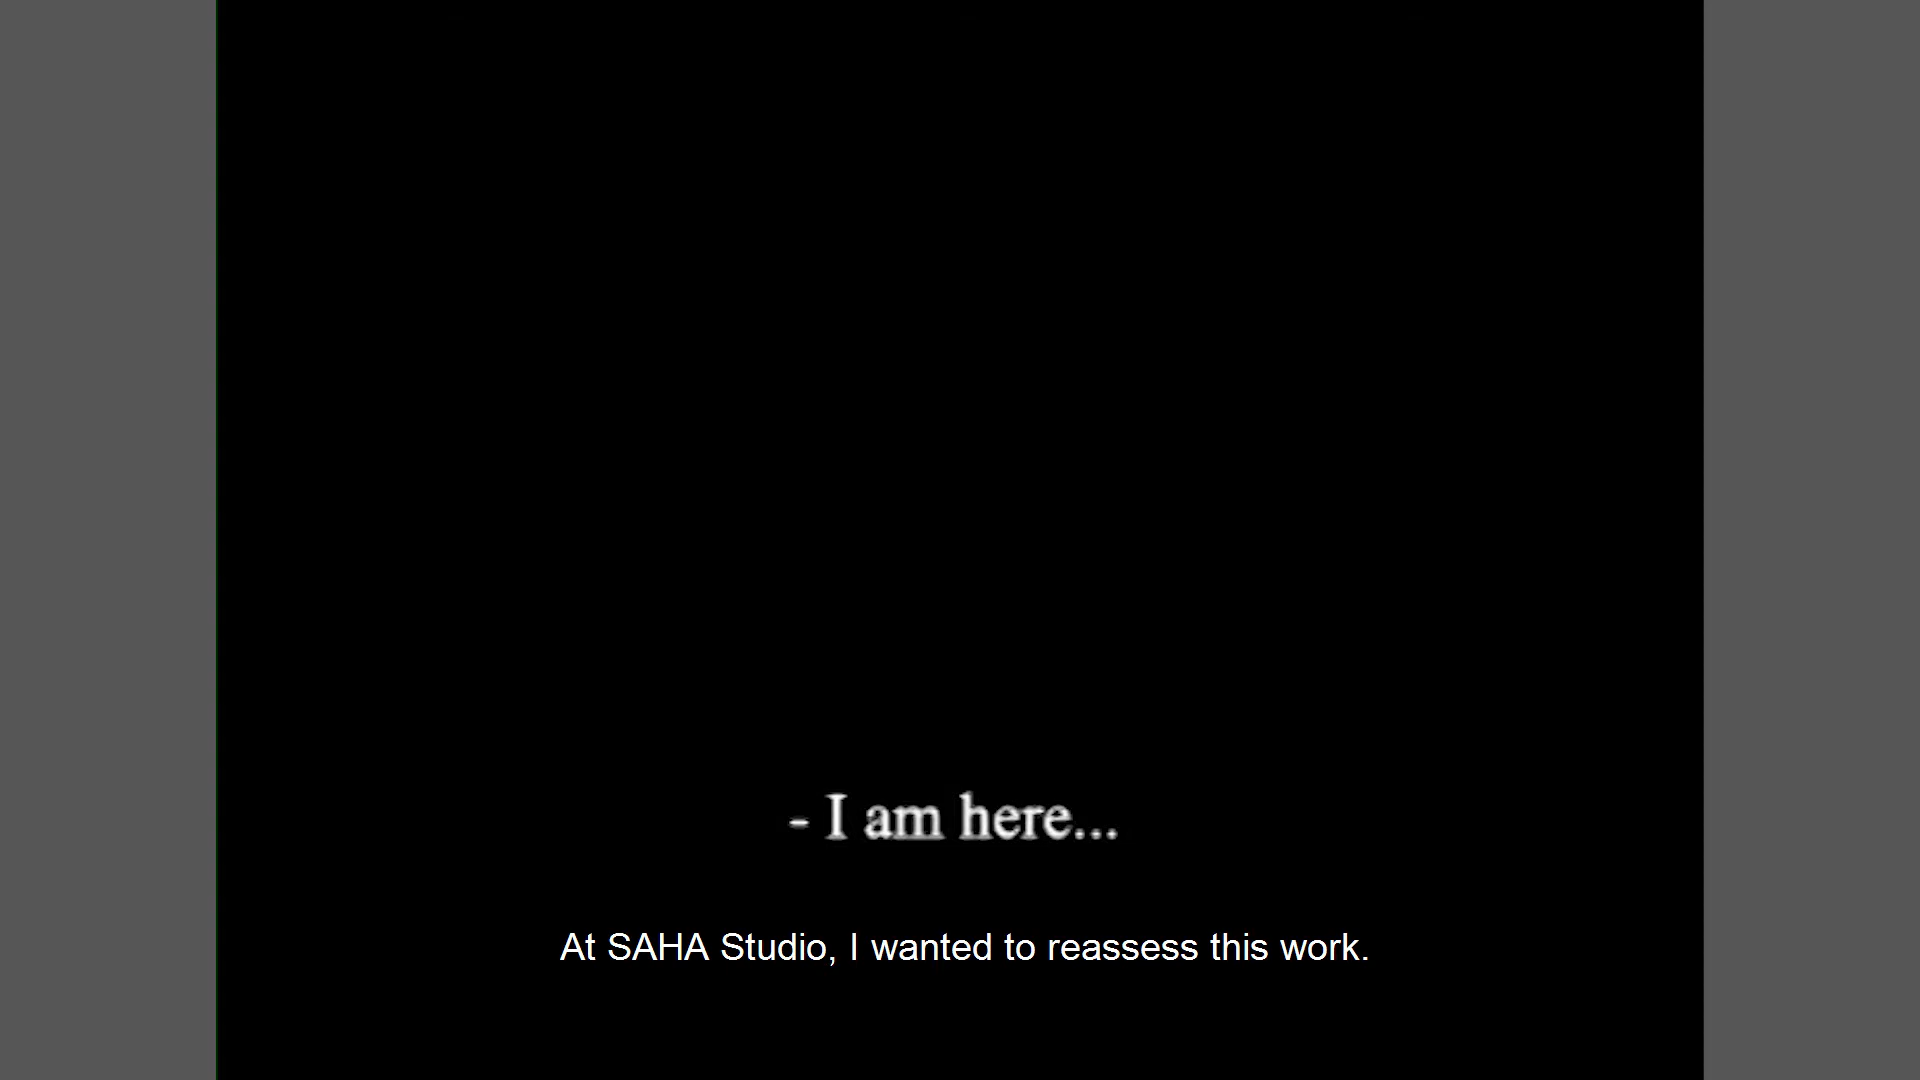 - I am here...
At SAHA Studio, I wanted to reassess this work.